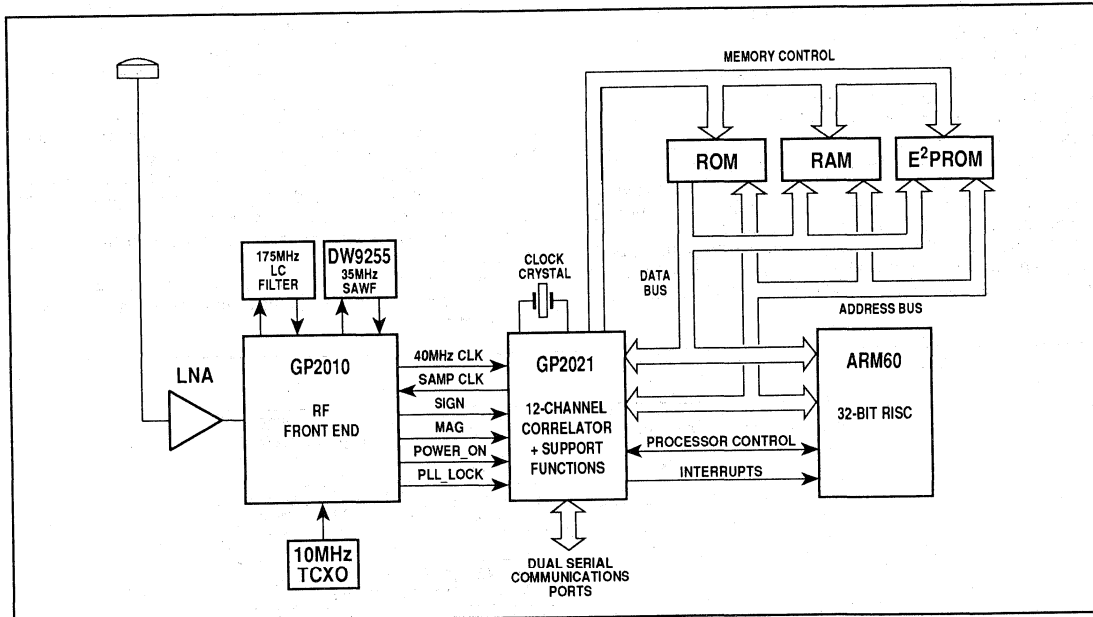 MEMORY CONTROL
ROM
RAM
E²PROM
175MHz
LC
FILTER
DW9255
35MHz
SAWF
CLOCK
CRYSTAL
DATA
BUS
ADDRESS BUS
LNA
GP2010
RF
FRONT END
40MHz CLK
SAMP CLK
SIGN
MAG
POWER_ON
PLL_LOCK
GP2021
12-CHANNEL
CORRELATOR
+ SUPPORT
FUNCTIONS
ARM60
32-BIT RISC
PROCESSOR CONTROL
INTERRUPTS
10MHz
TCXO
DUAL SERIAL
COMMUNICATIONS
PORTS